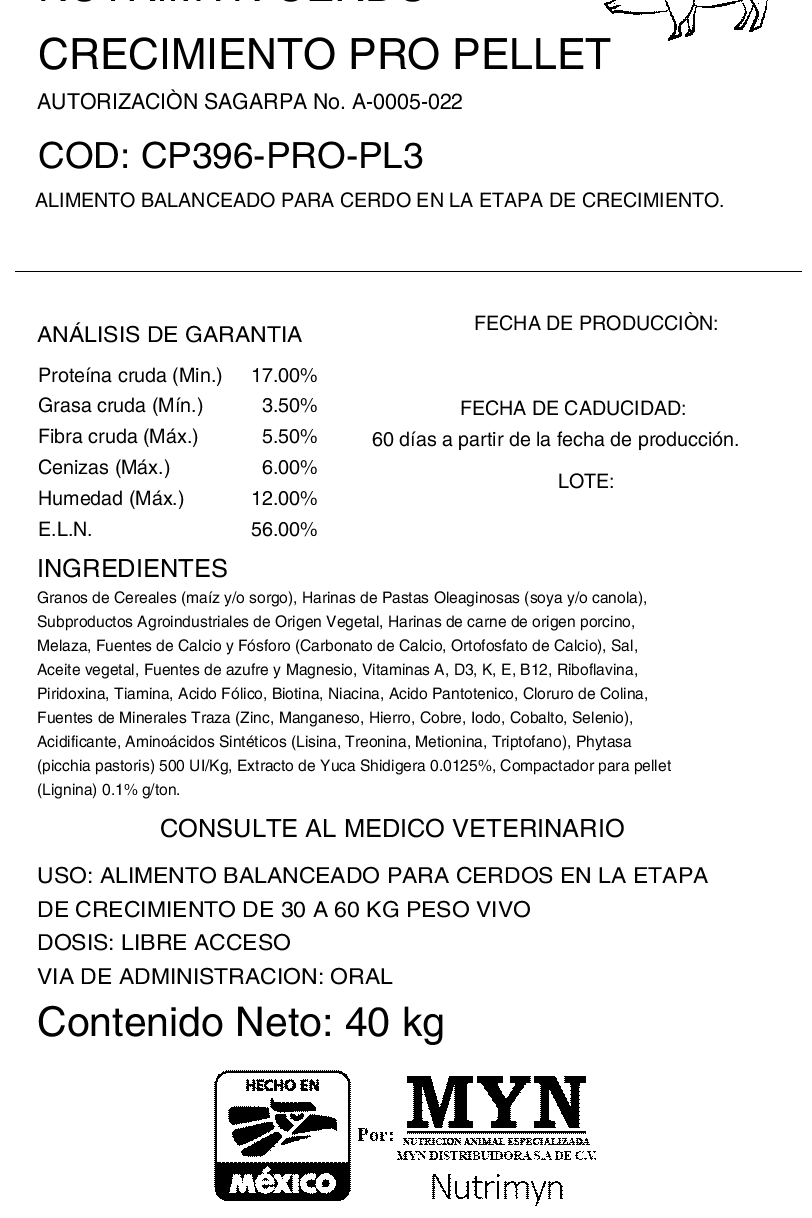 NUTRIMYN CERDO
CRECIMIENTO PRO PELLET
AUTORIZACIÒN SAGARPA No. A-0005-022
COD: CP396-PRO-PL3
ALIMENTO BALANCEADO PARA CERDO EN LA ETAPA DE CRECIMIENTO.
ANÁLISIS DE GARANTIA
Proteína cruda (Min.) 17.00%
Grasa cruda (Mín.) 3.50%
Fibra cruda (Máx.) 5.50%
Cenizas (Máx.) 6.00%
Humedad (Máx.) 12.00%
E.L.N. 56.00%
FECHA DE PRODUCCIÒN:
FECHA DE CADUCIDAD:
60 días a partir de la fecha de producción.
LOTE:
INGREDIENTES
Granos de Cereales (maíz y/o sorgo), Harinas de Pastas Oleaginosas (soya y/o canola),
Subproductos Agroindustriales de Origen Vegetal, Harinas de carne de origen porcino,
Melaza, Fuentes de Calcio y Fósforo (Carbonato de Calcio, Ortofosfato de Calcio), Sal,
Aceite vegetal, Fuentes de azufre y Magnesio, Vitaminas A, D3, K, E, B12, Riboflavina,
Piridoxina, Tiamina, Acido Fólico, Biotina, Niacina, Acido Pantotenico, Cloruro de Colina,
Fuentes de Minerales Traza (Zinc, Manganeso, Hierro, Cobre, Iodo, Cobalto, Selenio),
Acidificante, Aminoácidos Sintéticos (Lisina, Treonina, Metionina, Triptofano), Phytasa
(picchia pastoris) 500 UI/Kg, Extracto de Yuca Shidigera 0.0125%, Compactador para pellet
(Lignina) 0.1% g/ton.
CONSULTE AL MEDICO VETERINARIO
USO: ALIMENTO BALANCEADO PARA CERDOS EN LA ETAPA
DE CRECIMIENTO DE 30 A 60 KG PESO VIVO
DOSIS: LIBRE ACCESO
VIA DE ADMINISTRACION: ORAL
Contenido Neto: 40 kg
HECHO EN
MéXICO
Por:
MYN
NUTRICION ANIMAL ESPECIALIZADA
MYN DISTRIBUIDORA S.A DE C.V.
Nutrimyn